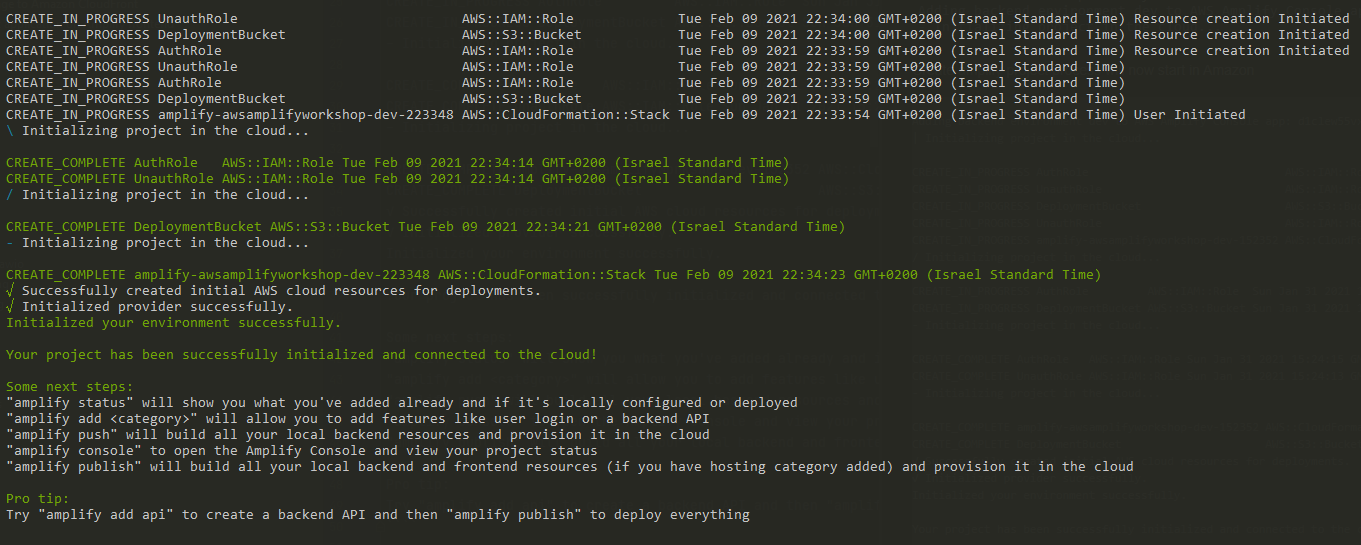 CREATE_IN_PROGRESS UnauthRole AWS::IAM::Role Tue Feb 09 2021 22:34:00 GMT+0200 (Israel Standard Time) Resource creation Initiated
CREATE_IN_PROGRESS DeploymentBucket AWS::S3::Bucket Tue Feb 09 2021 22:34:00 GMT+0200 (Israel Standard Time) Resource creation Initiated
CREATE_IN_PROGRESS AuthRole AWS::IAM::Role Tue Feb 09 2021 22:33:59 GMT+0200 (Israel Standard Time) Resource creation Initiated
CREATE_IN_PROGRESS UnauthRole AWS::IAM::Role Tue Feb 09 2021 22:33:59 GMT+0200 (Israel Standard Time)
CREATE_IN_PROGRESS AuthRole AWS::IAM::Role Tue Feb 09 2021 22:33:59 GMT+0200 (Israel Standard Time)
CREATE_IN_PROGRESS DeploymentBucket AWS::S3::Bucket Tue Feb 09 2021 22:33:59 GMT+0200 (Israel Standard Time)
CREATE_IN_PROGRESS amplify-awsamplifyworkshop-dev-223348 AWS::CloudFormation::Stack Tue Feb 09 2021 22:33:54 GMT+0200 (Israel Standard Time) User Initiated
\ Initializing project in the cloud...
CREATE_COMPLETE AuthRole AWS::IAM::Role Tue Feb 09 2021 22:34:14 GMT+0200 (Israel Standard Time)
CREATE_COMPLETE UnauthRole AWS::IAM::Role Tue Feb 09 2021 22:34:14 GMT+0200 (Israel Standard Time)
/ Initializing project in the cloud...
CREATE_COMPLETE DeploymentBucket AWS::S3::Bucket Tue Feb 09 2021 22:34:21 GMT+0200 (Israel Standard Time)
- Initializing project in the cloud...
CREATE_COMPLETE amplify-awsamplifyworkshop-dev-223348 AWS::CloudFormation::Stack Tue Feb 09 2021 22:34:23 GMT+0200 (Israel Standard Time)
√ Successfully created initial AWS cloud resources for deployments.
√ Initialized provider successfully.
Initialized your environment successfully.
Your project has been successfully initialized and connected to the cloud!
Some next steps:
"amplify status" will show you what you've added already and if it's locally configured or deployed
"amplify add <category>" will allow you to add features like user login or a backend API
"amplify push" will build all your local backend resources and provision it in the cloud
"amplify console" to open the Amplify Console and view your project status
"amplify publish" will build all your local backend and frontend resources (if you have hosting category added) and provision it in the cloud
Pro tip:
Try "amplify add api" to create a backend API and then "amplify publish" to deploy everything